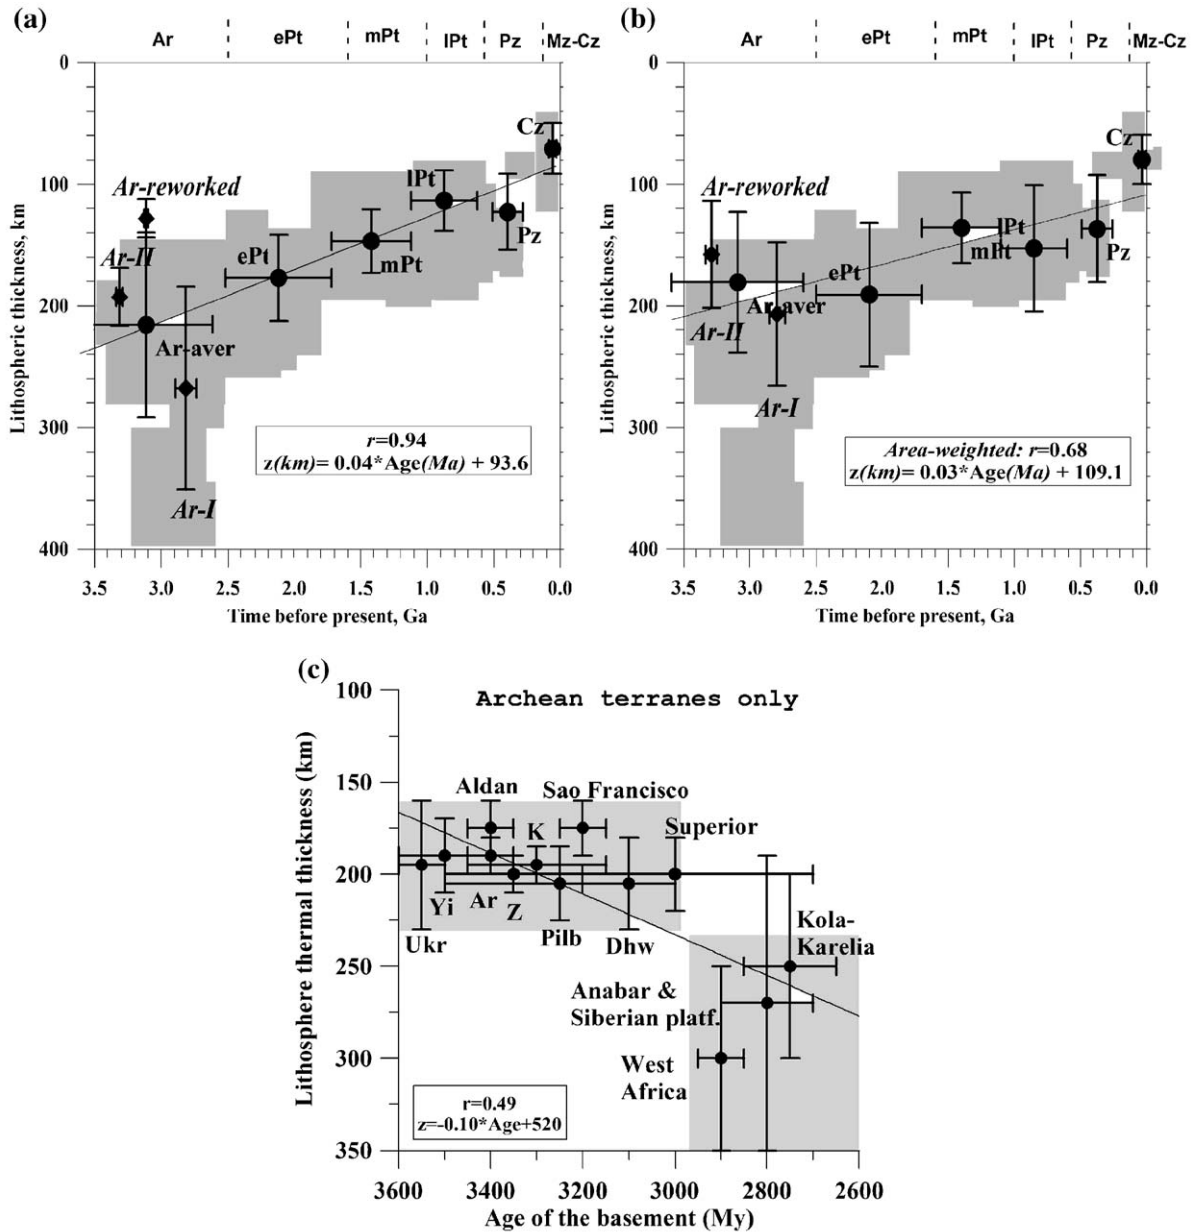 (a)
Ar ePt mPt lPt Pz Mz-Cz
0
100
200
300
400
Lithospheric thickness, km
Cz
Ar-reworked
lPt
Ar-II
ePt
mPt
Pz
Ar-aver
Ar-I
r=0.94
z(km)= 0.04*Age(Ma) + 93.6
3.5 3.0 2.5 2.0 1.5 1.0 0.5 0.0
Time before present, Ga
(b)
Ar ePt mPt lPt Pz Mz-Cz
0
100
200
300
400
Lithospheric thickness, km
Cz
Ar-reworked
lPt
mPt
Pz
ePt
Ar-aver
Ar-II
Ar-I
Area-weighted: r=0.68
z(km)= 0.03*Age(Ma) + 109.1
3.5 3.0 2.5 2.0 1.5 1.0 0.5 0.0
Time before present, Ga
(c)
Archean terranes only
100
150
200
250
300
350
Lithosphere thermal thickness (km)
Aldan
Sao Francisco
K
Superior
Yi
Ar
Z
Ukr
Pilb
Dhw
Kola-
Karelia
Anabar &
Siberian platf.
West
Africa
r=0.49
z=-0.10*Age+520
3600 3400 3200 3000 2800 2600
Age of the basement (My)